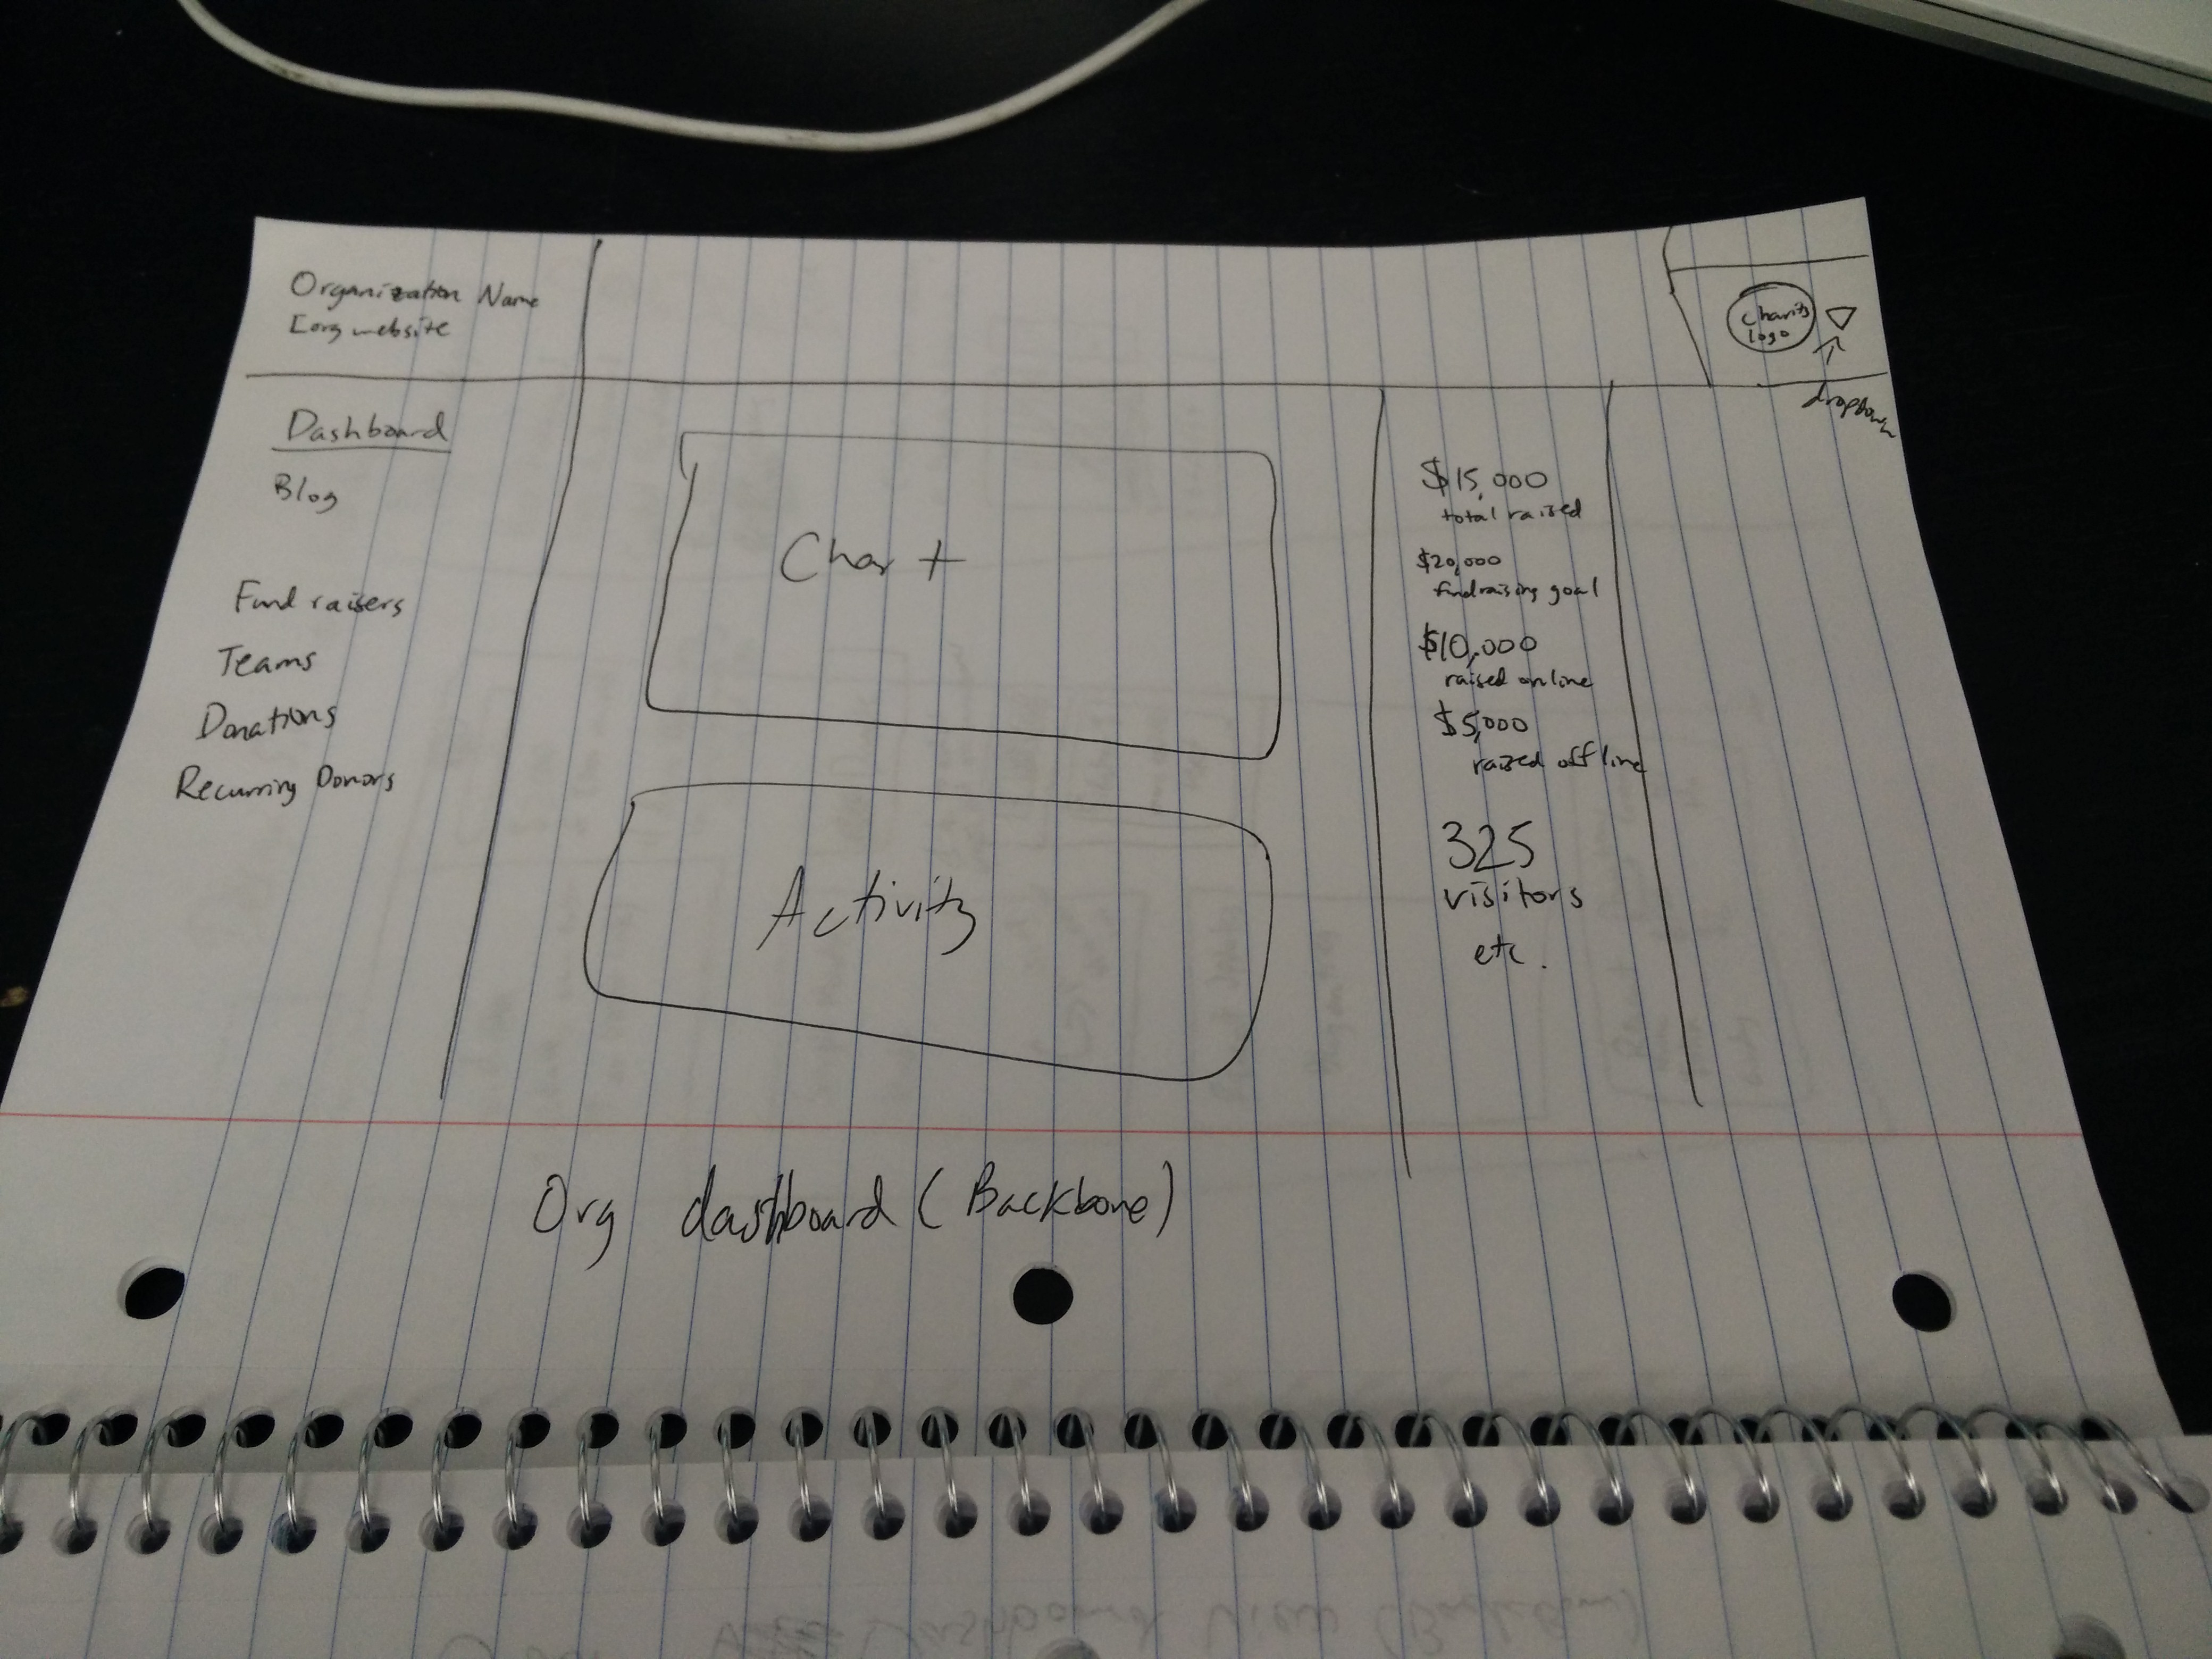 Organization Name
[org website
Charity
logo
dropdown
Dashboard
Blog
Fundraisers
Teams
Donations
Recurring Donors
Chart
Activity
$15,000
total raised
$20,000
fundraising goal
$10,000
raised online
$5,000
raised offline
325
visitors
etc.
Org dashboard (Backbone)